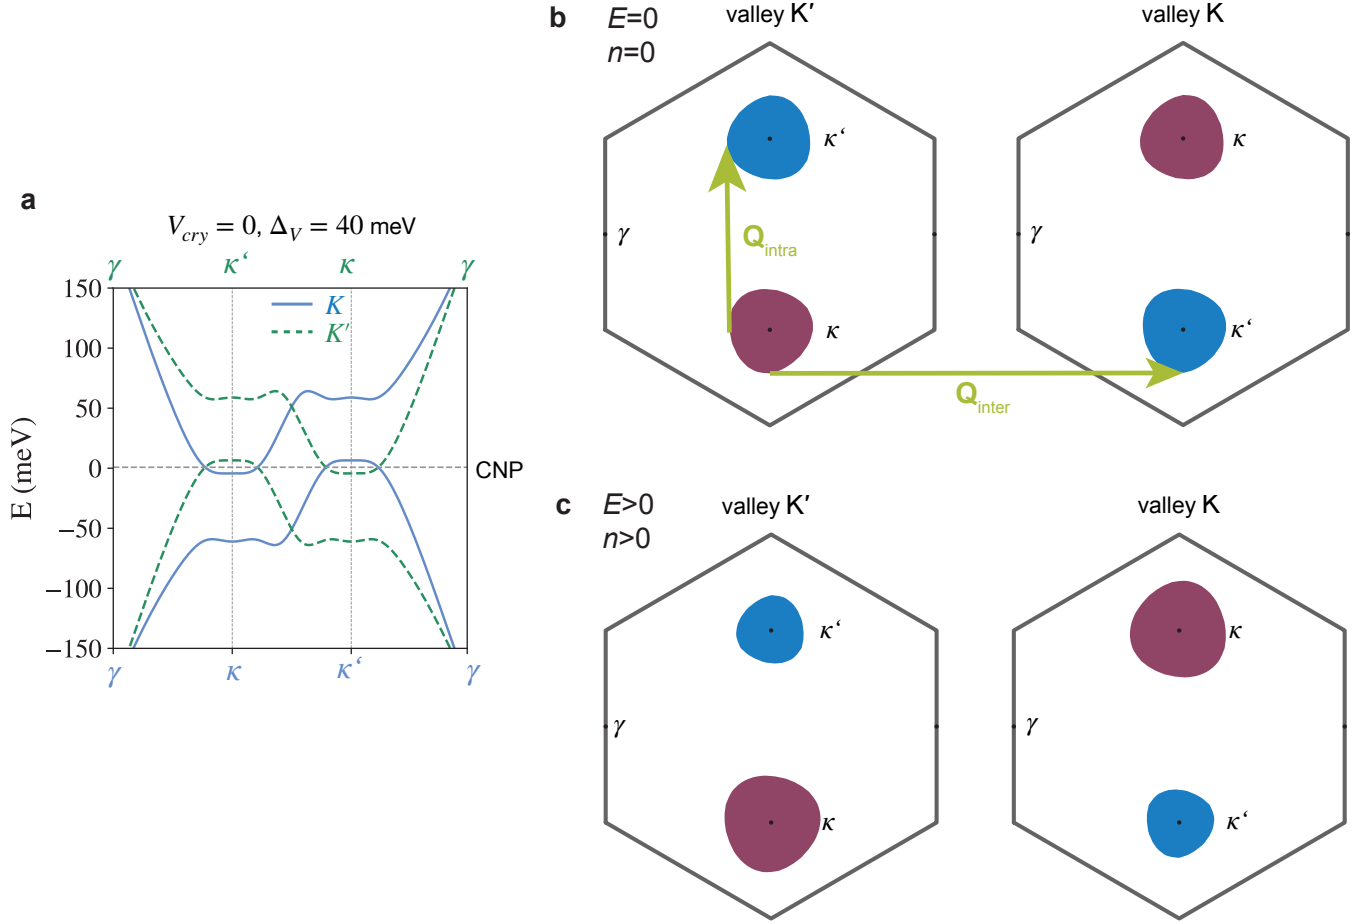 a
V_cry = 0, Δ_V = 40 meV
γ κ‘ κ γ
K
K′
150
100
50
0
−50
−100
−150
E (meV)
CNP
γ κ κ‘ γ
b
E=0
n=0
valley K′
valley K
κ‘
κ
γ
γ
Q_intra
κ
κ‘
Q_inter
c
E>0
n>0
valley K′
valley K
κ‘
κ
γ
γ
κ
κ‘